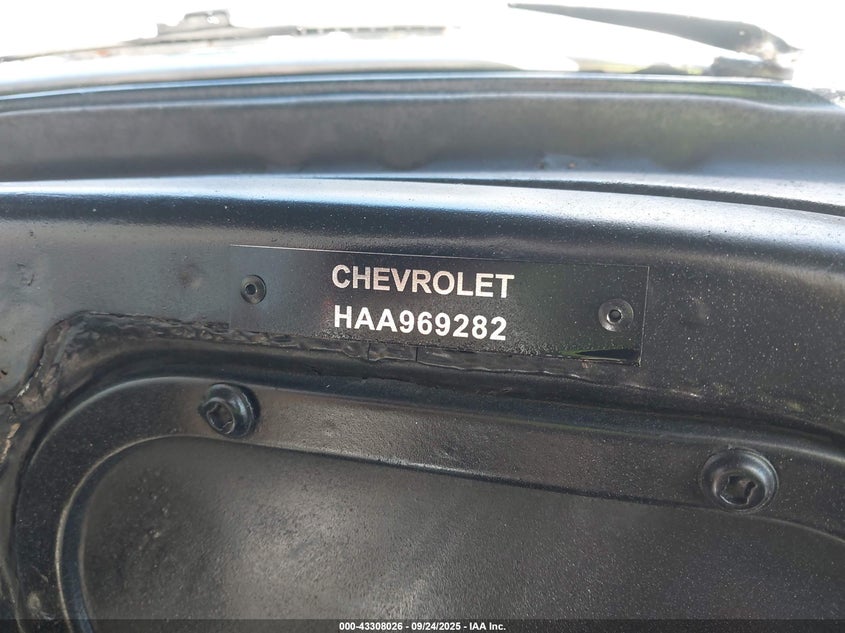 CHEVROLET
HAA969282
000-43308026 - 09/24/2025 - IAA Inc.